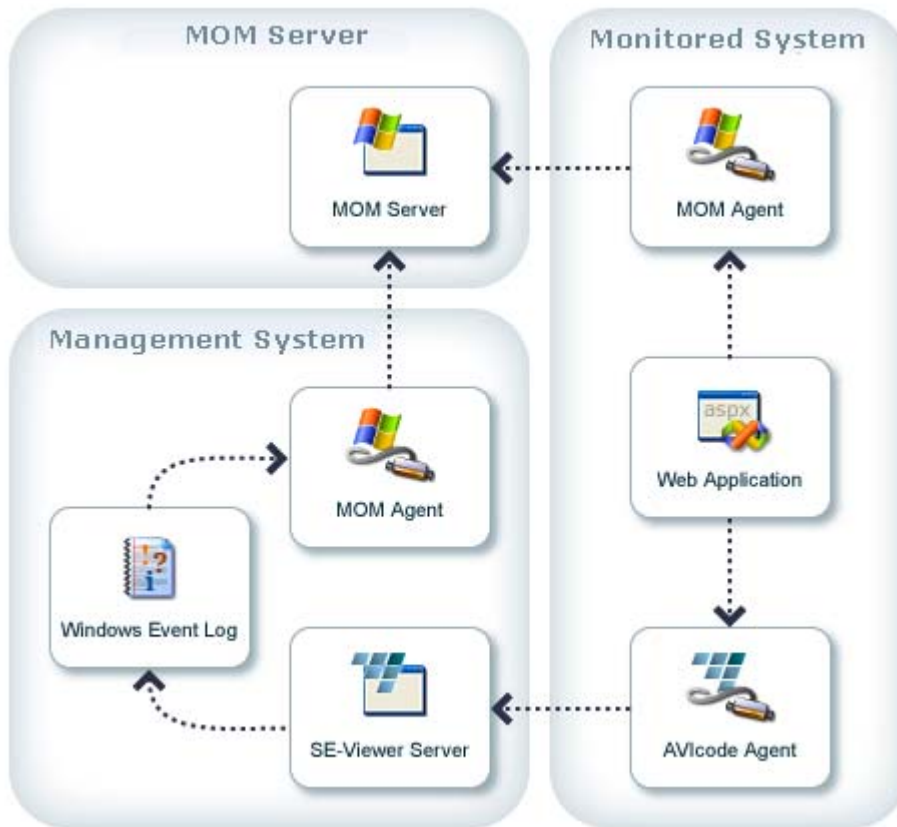 MOM Server
Monitored System
MOM Server
MOM Agent
Management System
MOM Agent
aspx
Web Application
Windows Event Log
SE-Viewer Server
AVIcode Agent